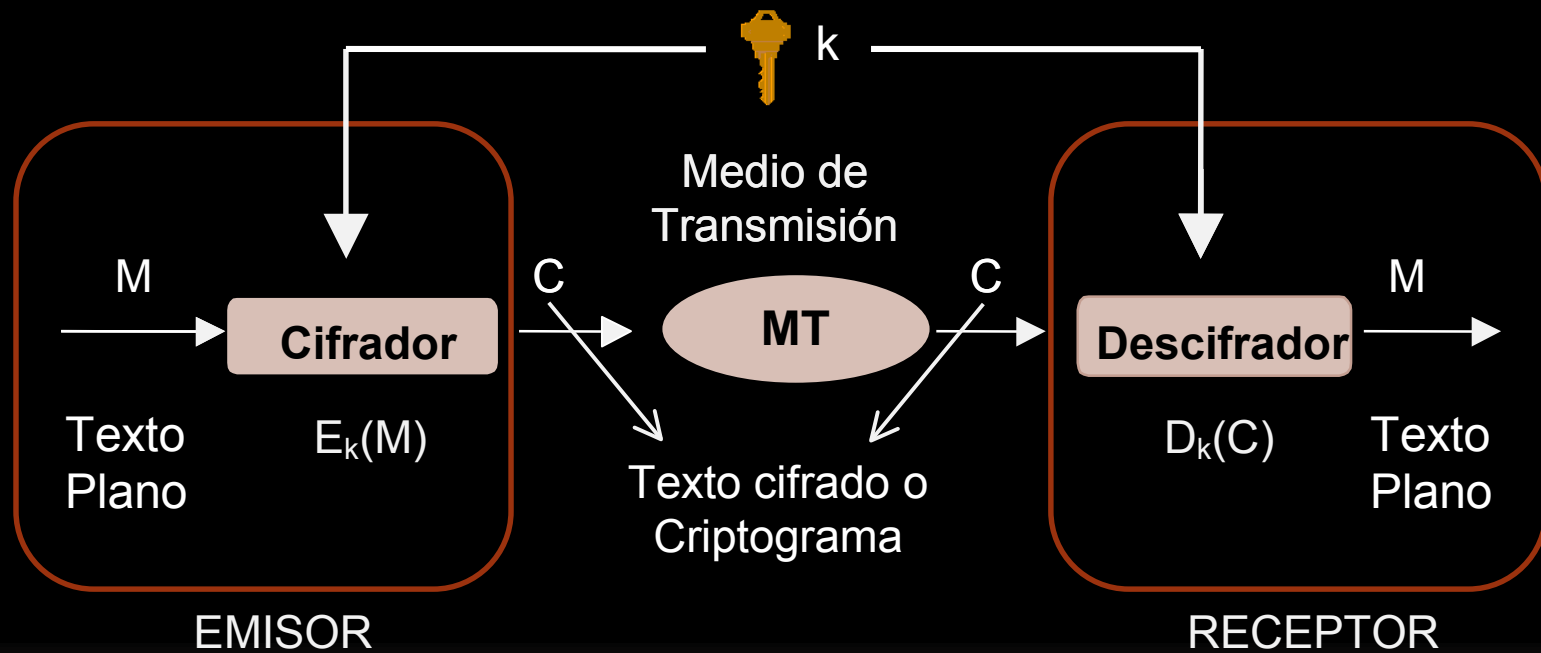 k
Medio de
Transmisión
M
C
C
M
Cifrador
MT
Descifrador
Texto
Plano
Eₖ(M)
Texto cifrado o
Criptograma
Dₖ(C)
Texto
Plano
EMISOR
RECEPTOR